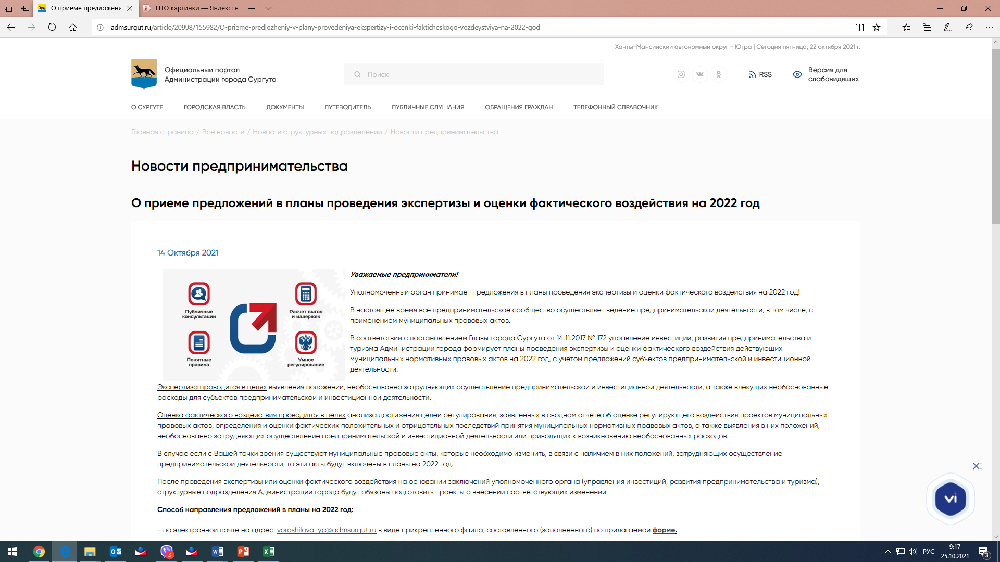 О приеме предложени
НТО картинки — Яндекс: н
admsurgut.ru/article/20998/155982/O-prieme-predlozheniy-v-plany-provedeniya-ekspertizy-i-ocenki-fakticheskogo-vozdeystviya-na-2022-god
Ханты-Мансийский автономный округ - Югра | Сегодня пятница, 22 октября 2021 г.
Официальный портал
Администрации города Сургута
Поиск
RSS
Версия для
слабовидящих
О СУРГУТЕ ГОРОДСКАЯ ВЛАСТЬ ДОКУМЕНТЫ ПУТЕВОДИТЕЛЬ ПУБЛИЧНЫЕ СЛУШАНИЯ ОБРАЩЕНИЯ ГРАЖДАН ТЕЛЕФОННЫЙ СПРАВОЧНИК
Главная страница / Все новости / Новости структурных подразделений / Новости предпринимательства
Новости предпринимательства
О приеме предложений в планы проведения экспертизы и оценки фактического воздействия на 2022 год
14 Октября 2021
Публичные
консультации
Расчет выгод
и издержек
Понятные
правила
Умное
регулирование
Уважаемые предприниматели!
Уполномоченный орган принимает предложения в планы проведения экспертизы и оценки фактического воздействия на 2022 год!
В настоящее время все предпринимательское сообщество осуществляет ведение предпринимательской деятельности, в том числе, с
применением муниципальных правовых актов.
В соответствии с постановлением Главы города Сургута от 14.11.2017 № 172 управление инвестиций, развития предпринимательства и
туризма Администрации города формирует планы проведения экспертизы и оценки фактического воздействия действующих
муниципальных нормативных правовых актов на 2022 год, с учетом предложений субъектов предпринимательской и инвестиционной
деятельности.
Экспертиза проводится в целях выявления положений, необоснованно затрудняющих осуществление предпринимательской и инвестиционной деятельности, а также влекущих необоснованные
расходы для субъектов предпринимательской и инвестиционной деятельности.
Оценка фактического воздействия проводится в целях анализа достижения целей регулирования, заявленных в сводном отчете об оценке регулирующего воздействия проектов муниципальных
правовых актов, определения и оценки фактических положительных и отрицательных последствий принятия муниципальных нормативных правовых актов, а также выявления в них положений,
необоснованно затрудняющих осуществление предпринимательской и инвестиционной деятельности или приводящих к возникновению необоснованных расходов.
В случае если с Вашей точки зрения существуют муниципальные правовые акты, которые необходимо изменить, в связи с наличием в них положений, затрудняющих осуществление
предпринимательской деятельности, то эти акты будут включены в планы на 2022 год.
После проведения экспертизы или оценки фактического воздействия на основании заключений уполномоченного органа (управления инвестиций, развития предпринимательства и туризма),
структурные подразделения Администрации города будут обязаны подготовить проекты о внесении соответствующих изменений.
Способ направления предложений в планы на 2022 год:
- по электронной почте на адрес: voroshilova_yp@admsurgut.ru в виде прикрепленного файла, составленного (заполненного) по прилагаемой форме.
vi
3
РУС
9:17
25.10.2021
3